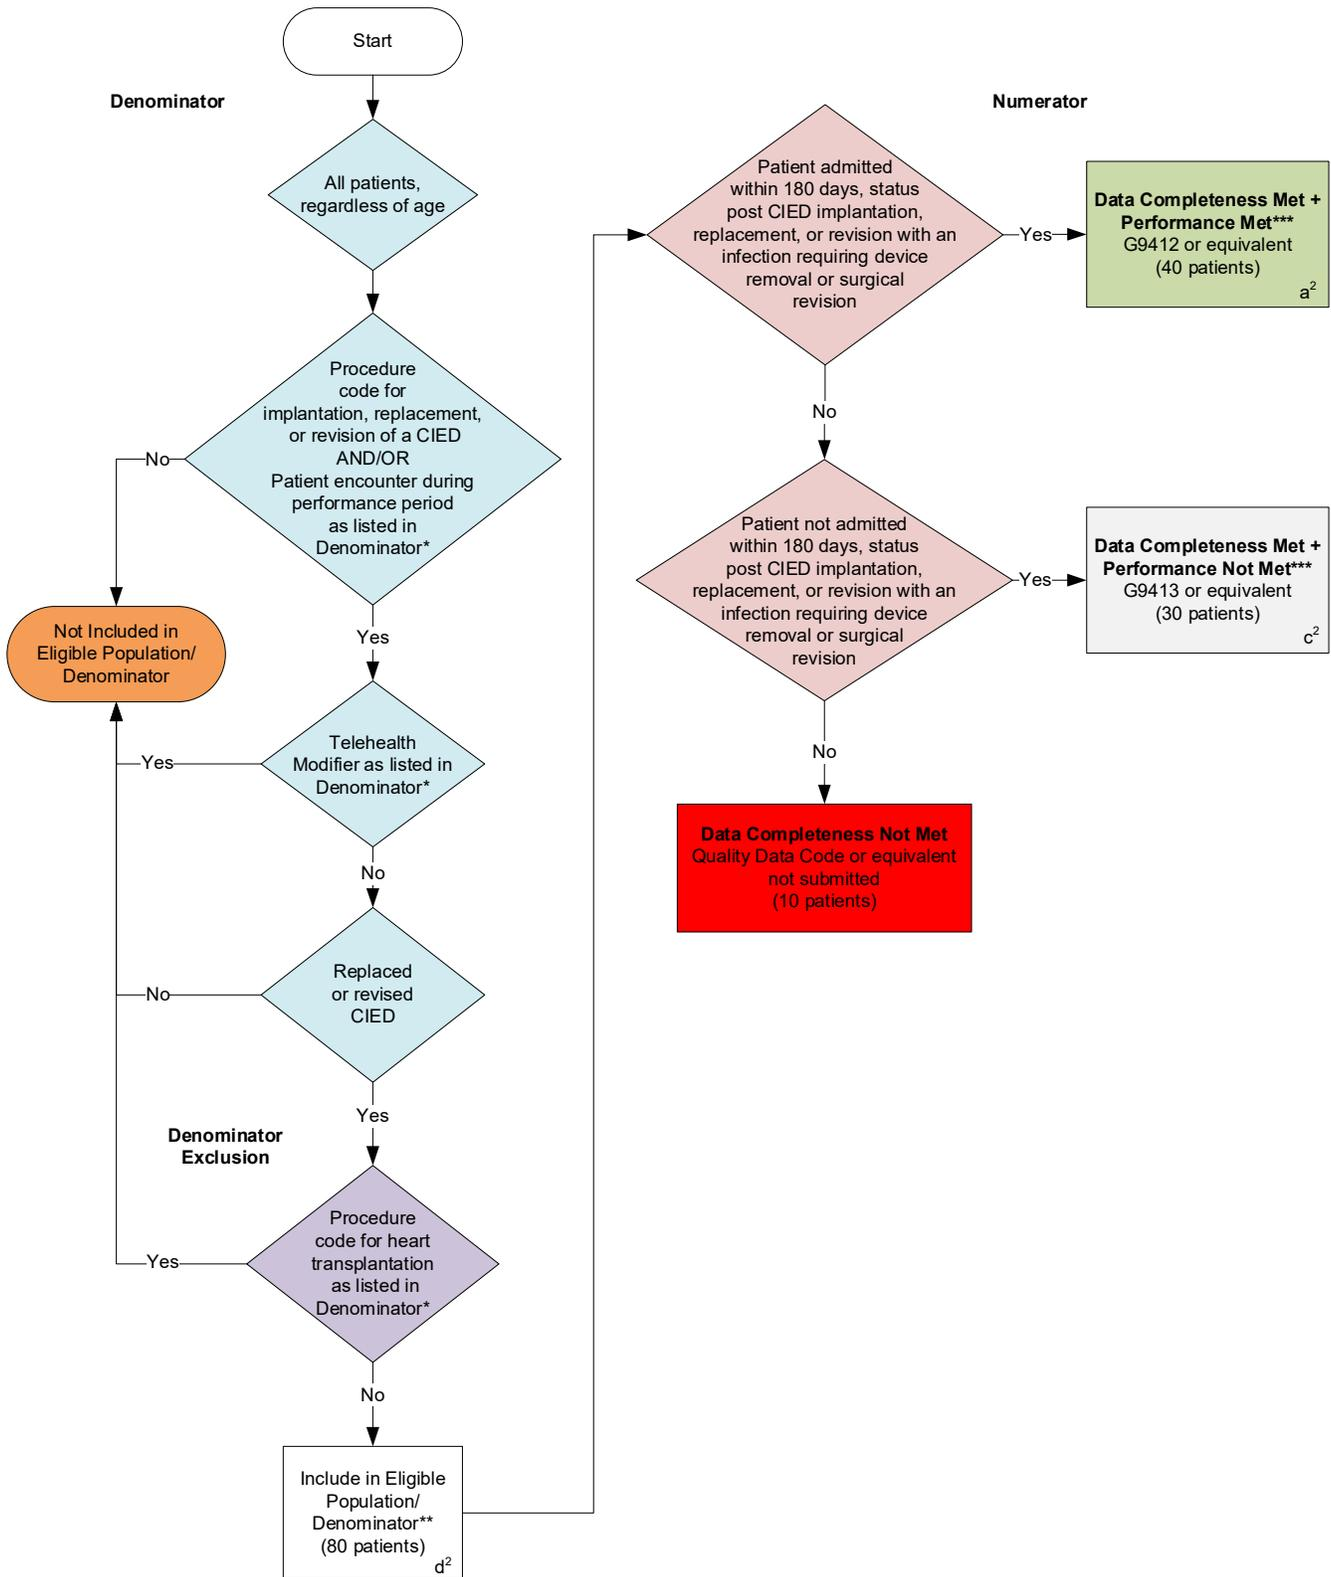 Start
Denominator
All patients,
regardless of age
Procedure
code for
implantation, replacement,
or revision of a CIED
AND/OR
Patient encounter during
performance period
as listed in
Denominator*
No
Yes
Not Included in
Eligible Population/
Denominator
Telehealth
Modifier as listed in
Denominator*
Yes
No
Replaced
or revised
CIED
No
Yes
Denominator
Exclusion
Procedure
code for heart
transplantation
as listed in
Denominator*
Yes
No
Include in Eligible
Population/
Denominator**
(80 patients)
d²
Numerator
Patient admitted
within 180 days, status
post CIED implantation,
replacement, or revision with an
infection requiring device
removal or surgical
revision
Yes
Data Completeness Met +
Performance Met***
G9412 or equivalent
(40 patients)
a²
No
Patient not admitted
within 180 days, status
post CIED implantation,
replacement, or revision with an
infection requiring device
removal or surgical
revision
Yes
Data Completeness Met +
Performance Not Met***
G9413 or equivalent
(30 patients)
c²
No
Data Completeness Not Met
Quality Data Code or equivalent
not submitted
(10 patients)